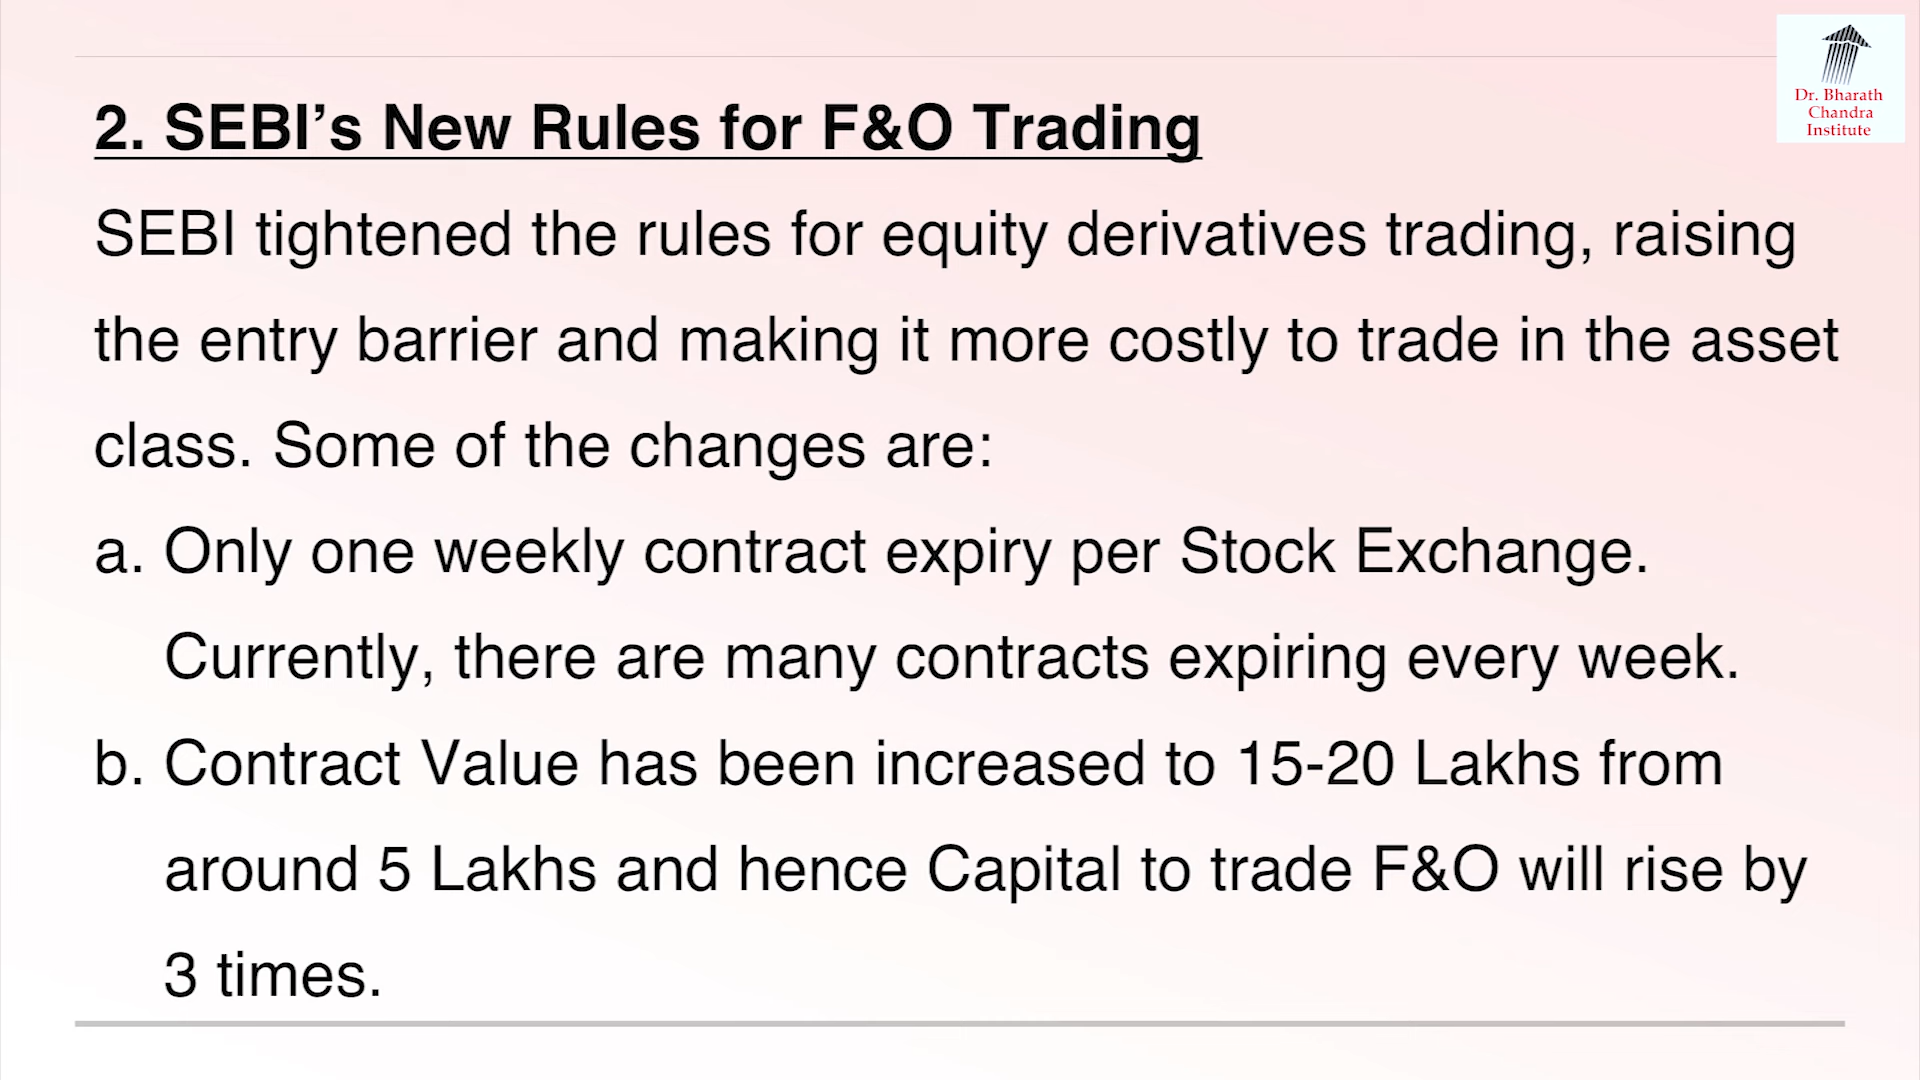 Dr. Bharath
Chandra
Institute
2. SEBI’s New Rules for F&O Trading
SEBI tightened the rules for equity derivatives trading, raising
the entry barrier and making it more costly to trade in the asset
class. Some of the changes are:
a. Only one weekly contract expiry per Stock Exchange.
Currently, there are many contracts expiring every week.
b. Contract Value has been increased to 15-20 Lakhs from
around 5 Lakhs and hence Capital to trade F&O will rise by
3 times.